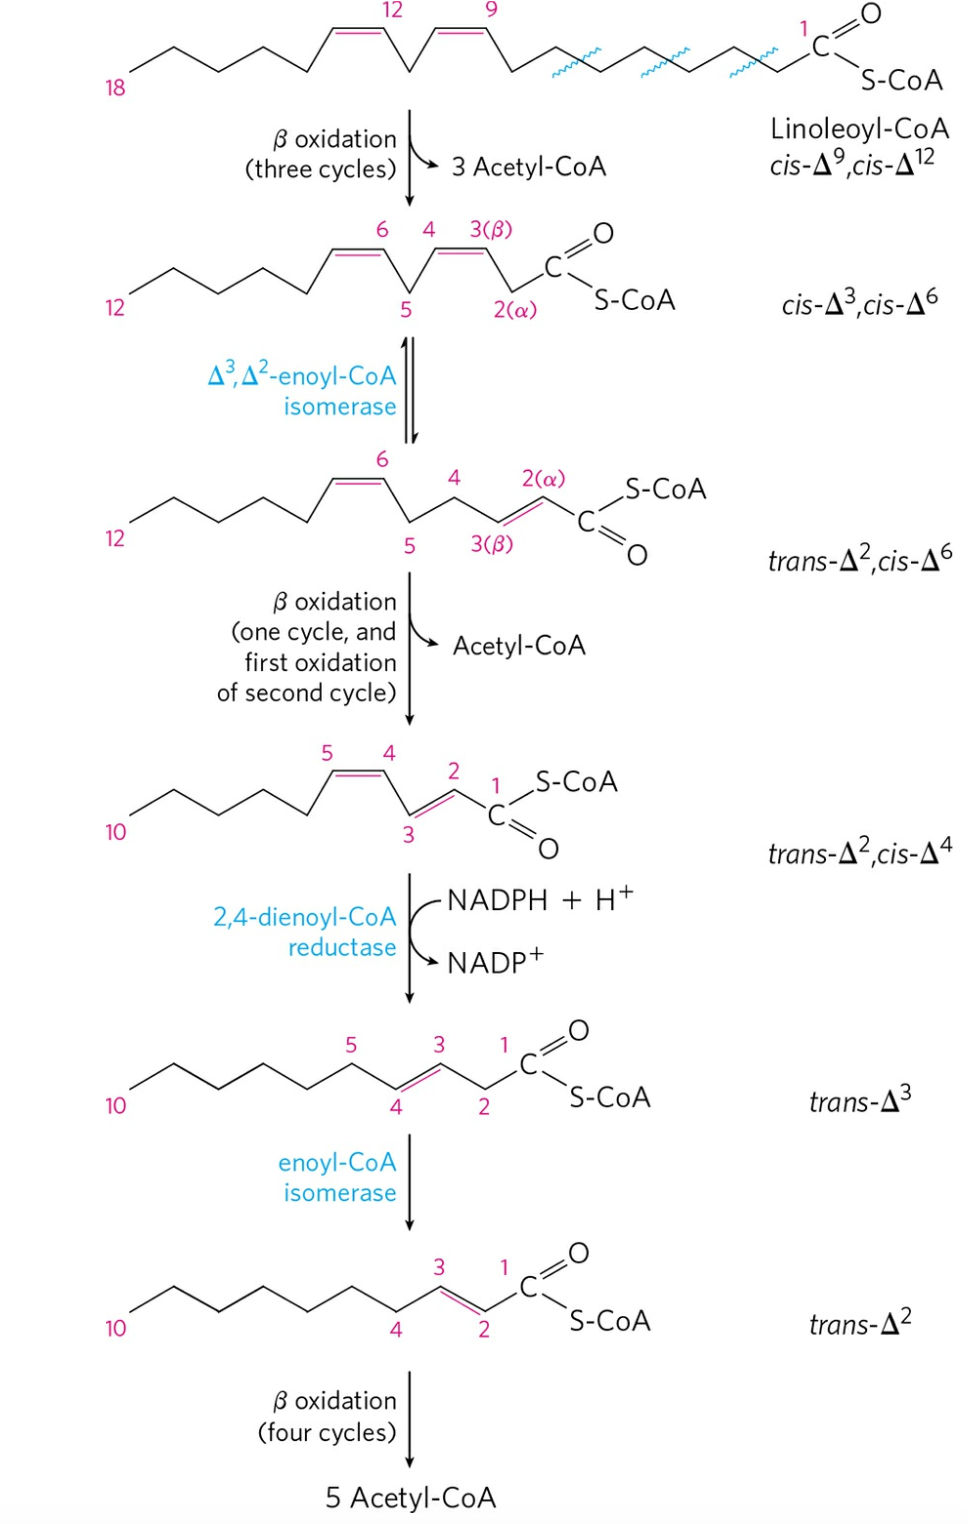 12 9 1 O
C
18 S-CoA
Linoleoyl-CoA
cis-Δ⁹,cis-Δ¹²
β oxidation
(three cycles)
3 Acetyl-CoA
6 4 3(β) O
C
12 5 2(α) S-CoA
cis-Δ³,cis-Δ⁶
Δ³,Δ²-enoyl-CoA
isomerase
6 4 2(α) S-CoA
C
12 5 3(β) O
trans-Δ²,cis-Δ⁶
β oxidation
(one cycle, and
first oxidation
of second cycle)
Acetyl-CoA
5 4 2 1 S-CoA
C
10 3 O
trans-Δ²,cis-Δ⁴
2,4-dienoyl-CoA
reductase
NADPH + H⁺
NADP⁺
5 3 1 O
C
10 4 2 S-CoA
trans-Δ³
enoyl-CoA
isomerase
3 1 O
C
10 4 2 S-CoA
trans-Δ²
β oxidation
(four cycles)
5 Acetyl-CoA